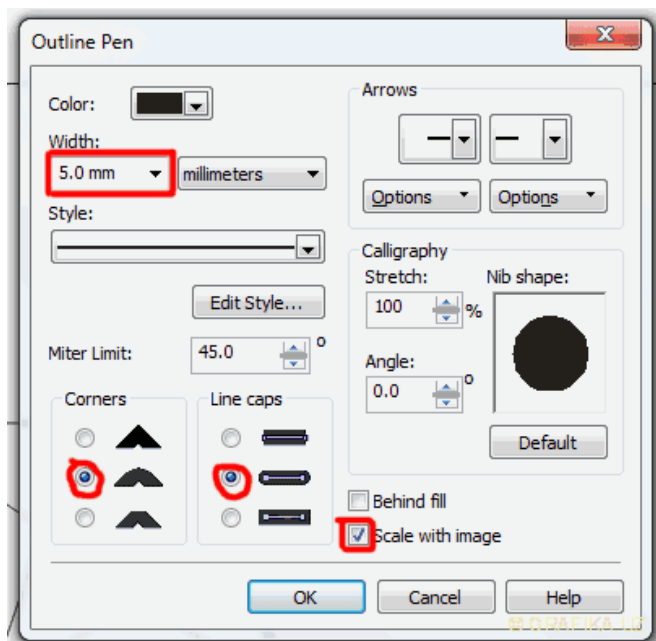 Outline Pen
Color:
Width:
5.0 mm
millimeters
Style:
Edit Style...
Miter Limit:
45.0
°
Corners
Line caps
Arrows
Options
Options
Calligraphy
Stretch:
100
%
Nib shape:
Angle:
0.0
°
Default
Behind fill
Scale with image
OK
Cancel
Help